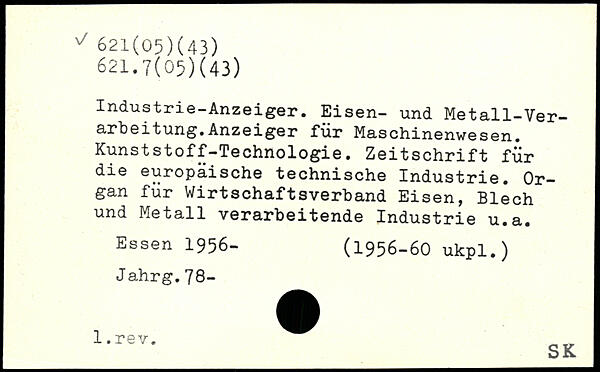 ✓ 621(05)(43)
621.7(05)(43)
Industrie-Anzeiger. Eisen- und Metall-Ver-
arbeitung.Anzeiger für Maschinenwesen.
Kunststoff-Technologie. Zeitschrift für
die europäische technische Industrie. Or-
gan für Wirtschaftsverband Eisen, Blech
und Metall verarbeitende Industrie u.a.
Essen 1956- (1956-60 ukpl.)
Jahrg.78-
1.rev.
SK